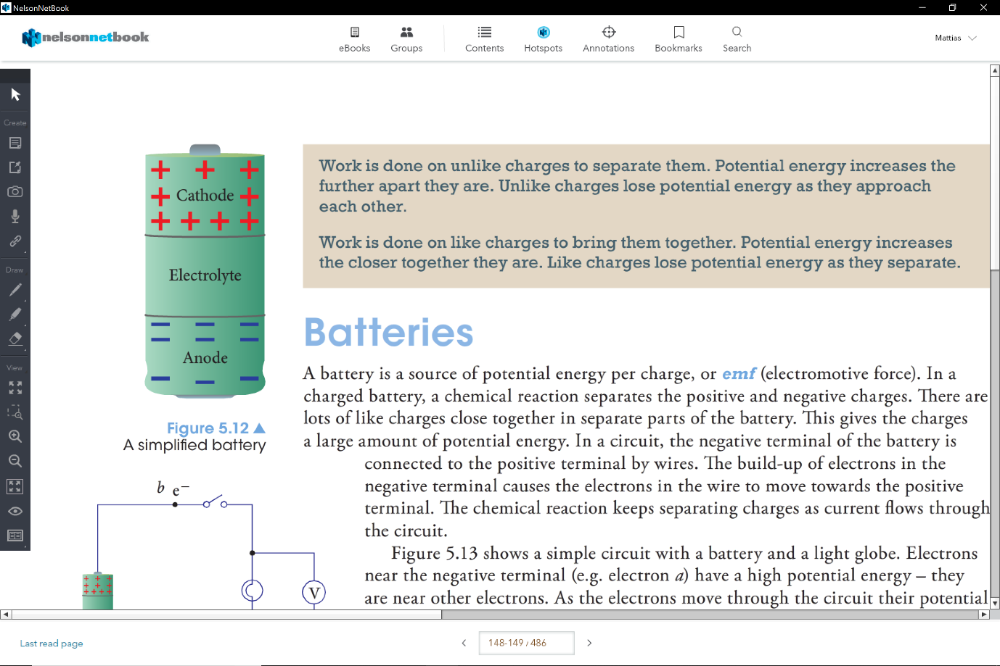 NelsonNetBook
nelsonnetbook
eBooks
Groups
Contents
Hotspots
Annotations
Bookmarks
Search
Mattias
Create
Draw
View
+ + +
+ Cathode +
+ + + +
Electrolyte
− − −
− − −
Anode
− − −
Figure 5.12 ▲
A simplified battery
b e−
V
Work is done on unlike charges to separate them. Potential energy increases the
further apart they are. Unlike charges lose potential energy as they approach
each other.
Work is done on like charges to bring them together. Potential energy increases
the closer together they are. Like charges lose potential energy as they separate.
Batteries
A battery is a source of potential energy per charge, or emf (electromotive force). In a
charged battery, a chemical reaction separates the positive and negative charges. There are
lots of like charges close together in separate parts of the battery. This gives the charges
a large amount of potential energy. In a circuit, the negative terminal of the battery is
connected to the positive terminal by wires. The build-up of electrons in the
negative terminal causes the electrons in the wire to move towards the positive
terminal. The chemical reaction keeps separating charges as current flows through
the circuit.
Figure 5.13 shows a simple circuit with a battery and a light globe. Electrons
near the negative terminal (e.g. electron a) have a high potential energy – they
are near other electrons. As the electrons move through the circuit their potential
Last read page
148-149 / 486